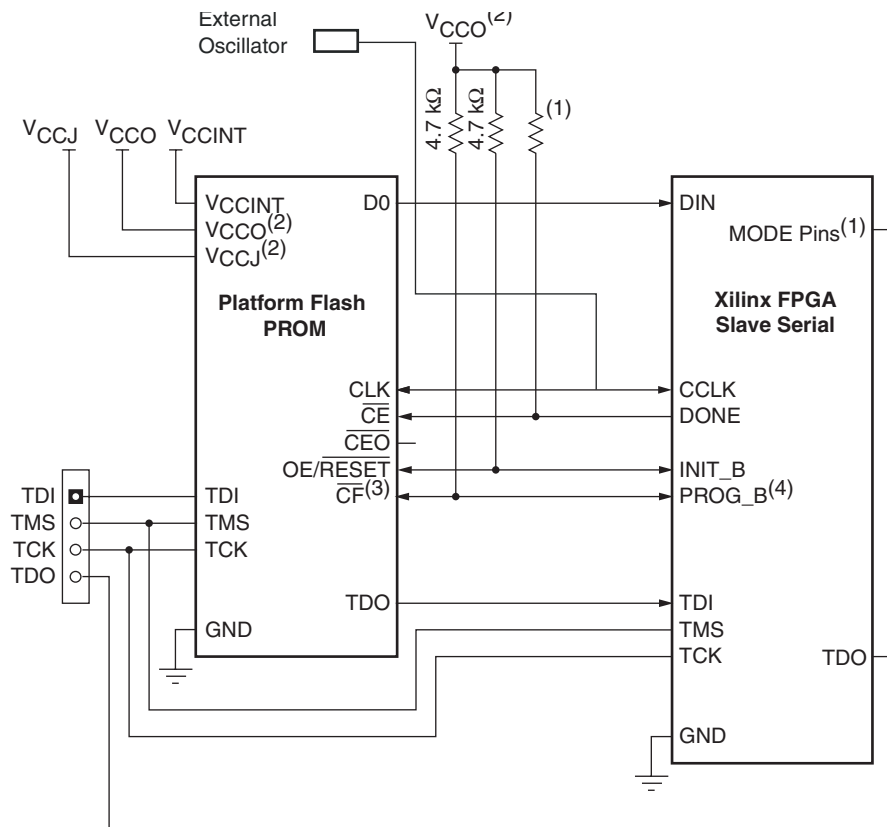 External
Oscillator
VCCO(2)
4.7 kΩ
4.7 kΩ
(1)
VCCJ VCCO VCCINT
VCCINT
VCCO(2)
VCCJ(2)
D0
Platform Flash
PROM
CLK
CE
CEO
OE/RESET
CF(3)
TDI
TMS
TCK
TDO
GND
TDI
TMS
TCK
TDO
DIN
MODE Pins(1)
Xilinx FPGA
Slave Serial
CCLK
DONE
INIT_B
PROG_B(4)
TDI
TMS
TCK
TDO
GND